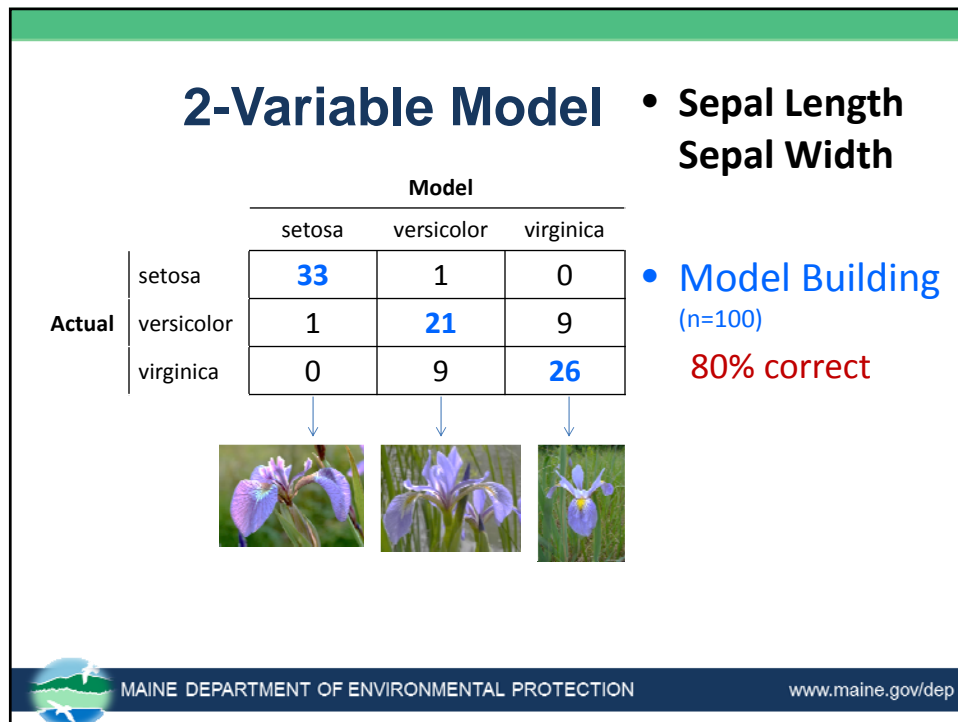 2-Variable Model
• Sepal Length
Sepal Width
Model
setosa versicolor virginica
setosa 33 1 0
Actual versicolor 1 21 9
virginica 0 9 26
• Model Building
(n=100)
80% correct
MAINE DEPARTMENT OF ENVIRONMENTAL PROTECTION www.maine.gov/dep